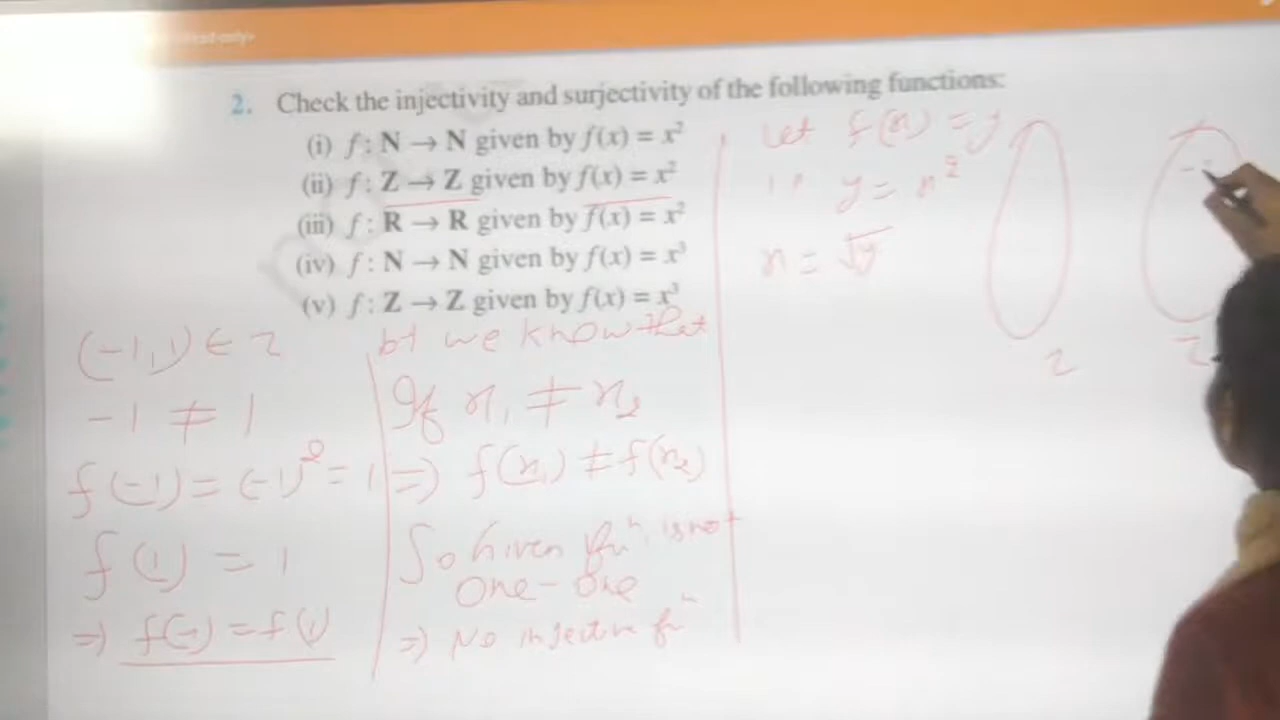 2. Check the injectivity and surjectivity of the following functions:
(i) f : N → N given by f(x) = x²
(ii) f : Z → Z given by f(x) = x²
(iii) f : R → R given by f(x) = x²
(iv) f : N → N given by f(x) = x³
(v) f : Z → Z given by f(x) = x³
(-1, 1) ∈ Z
-1 ≠ 1
f(-1) = (-1)² = 1
f(1) = 1
⇒ f(-1) = f(1)
bt we know that
If x₁ ≠ x₂
⇒ f(x₁) ≠ f(x₂)
So Given fuⁿ. is not
One-One
⇒ No injective fuⁿ
Let f(x) = y
y = x²
x = √y
Z
Z